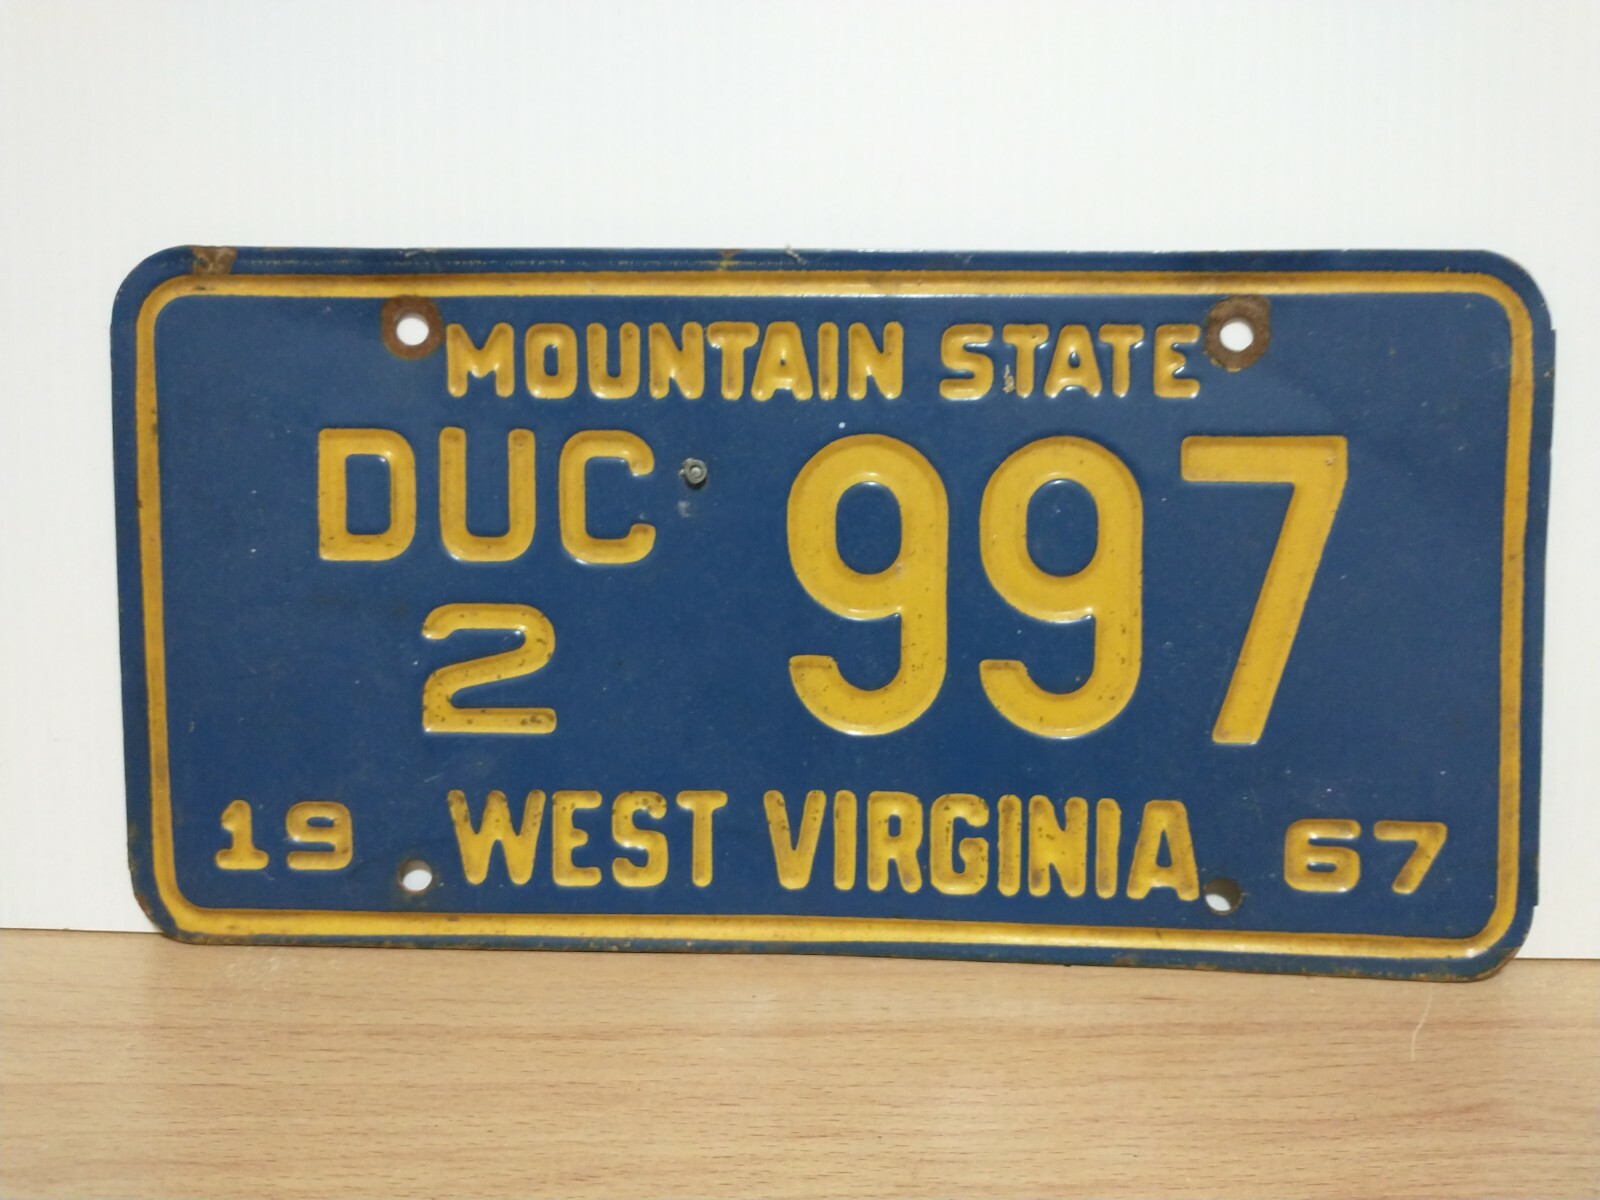 MOUNTAIN STATE
DUC 997
2
19 WEST VIRGINIA 67